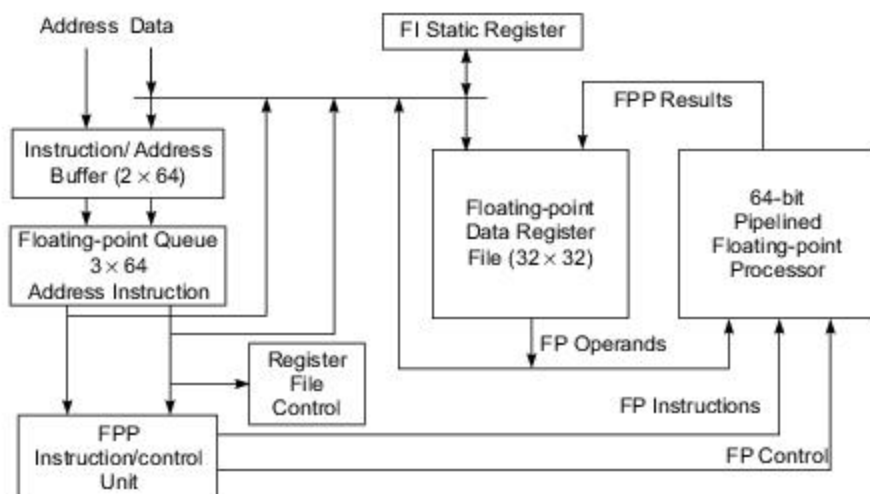 Address Data
FI Static Register
FPP Results
Instruction/ Address
Buffer (2 × 64)
Floating-point Queue
3 × 64
Address Instruction
Floating-point
Data Register
File (32 × 32)
64-bit
Pipelined
Floating-point
Processor
FP Operands
Register
File
Control
FP Instructions
FPP
Instruction/control
Unit
FP Control